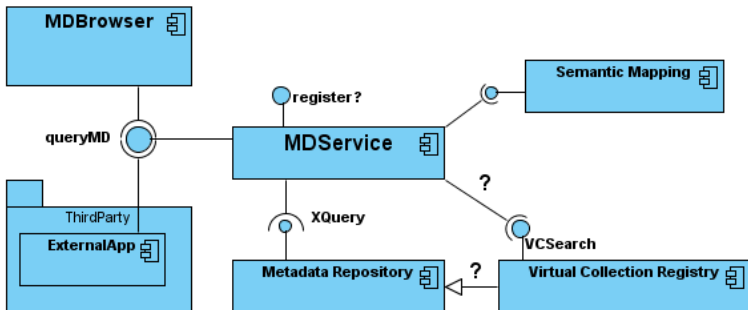 MDBrowser
Semantic Mapping
register?
queryMD
MDService
?
ThirdParty
XQuery
ExternalApp
VCSearch
Metadata Repository
?
Virtual Collection Registry